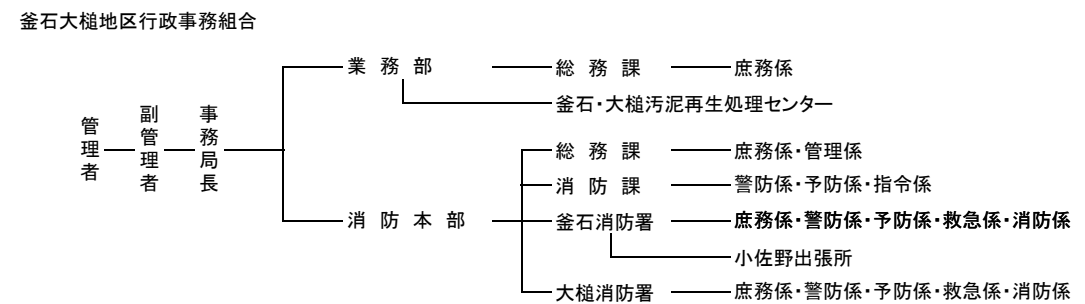 釜石大槌地区行政事務組合
管理者
副管理者
事務局長
業務部
総務課
庶務係
釜石・大槌汚泥再生処理センター
消防本部
総務課
庶務係・管理係
消防課
警防係・予防係・指令係
釜石消防署
庶務係・警防係・予防係・救急係・消防係
小佐野出張所
大槌消防署
庶務係・警防係・予防係・救急係・消防係